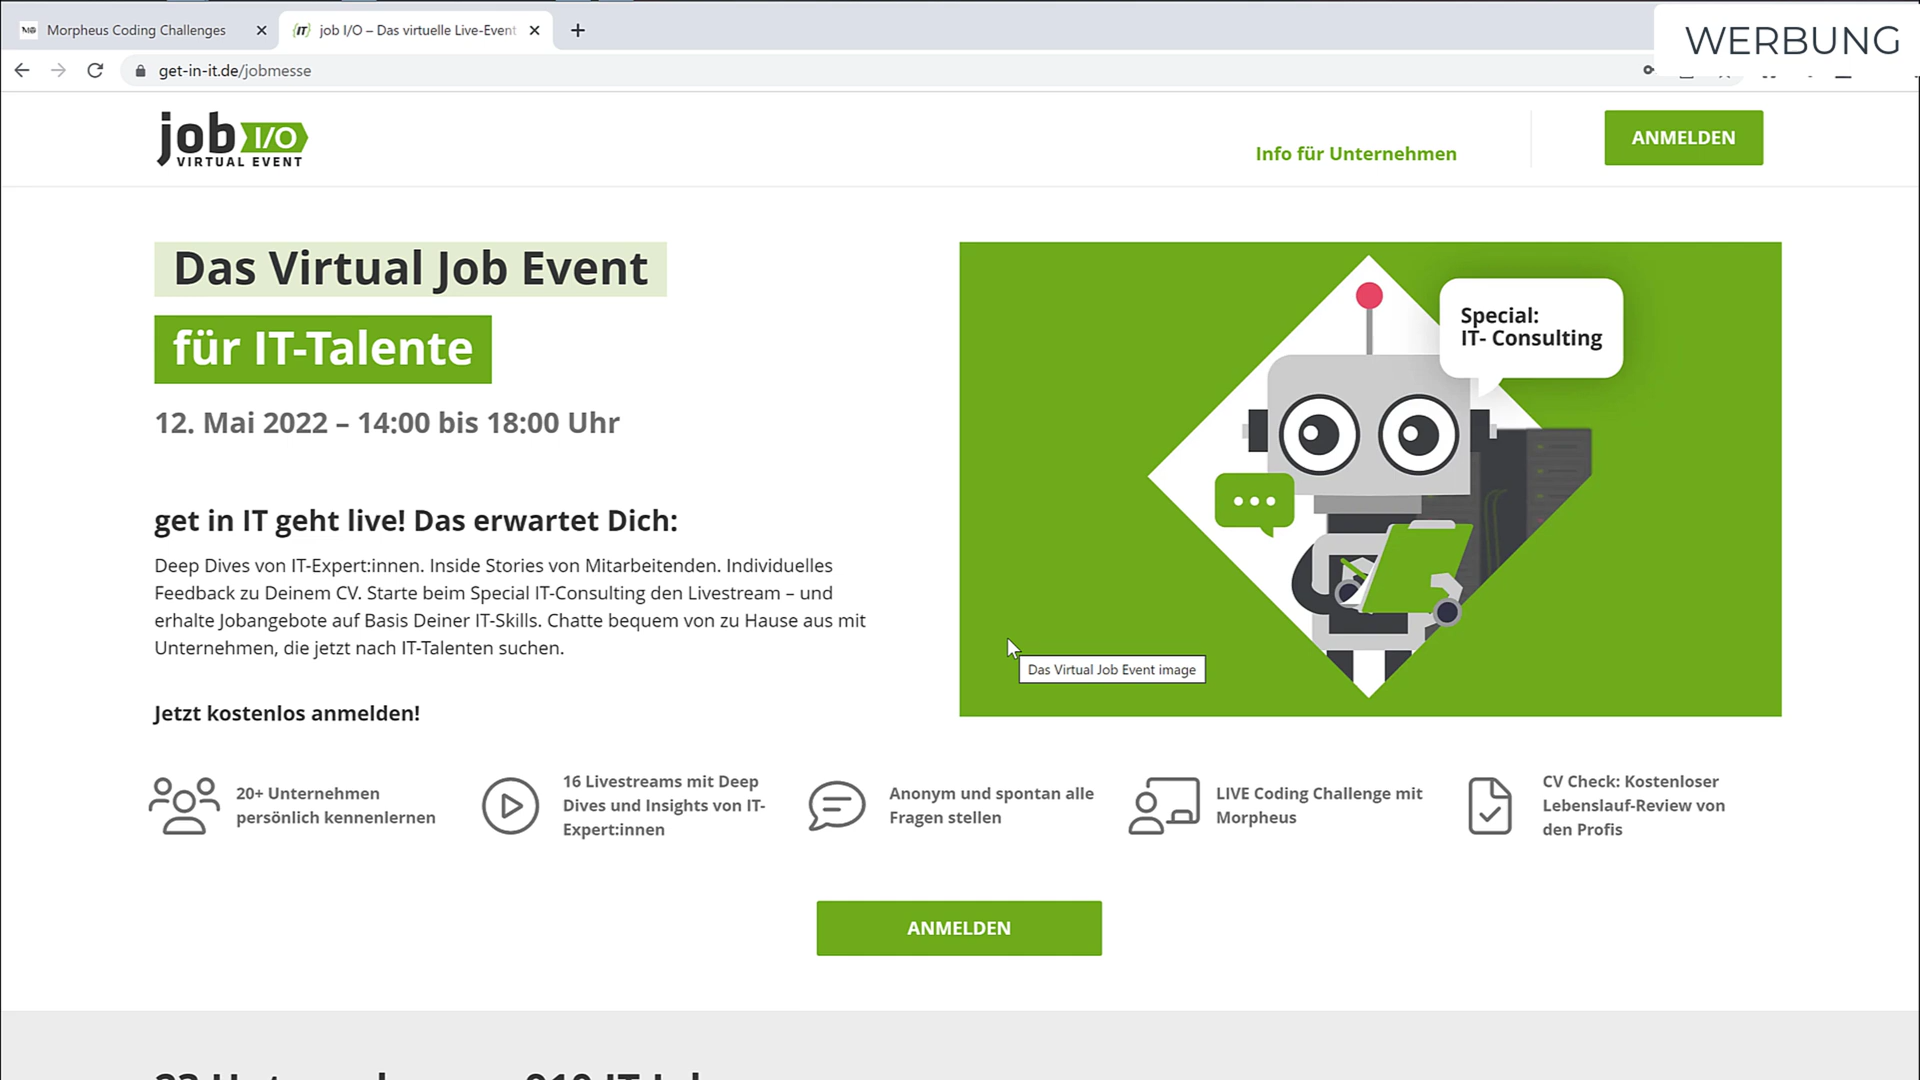 Morpheus Coding Challenges
job I/O – Das virtuelle Live-Event
WERBUNG
get-in-it.de/jobmesse
job I/O
VIRTUAL EVENT
Info für Unternehmen
ANMELDEN
Das Virtual Job Event
für IT-Talente
12. Mai 2022 – 14:00 bis 18:00 Uhr
Special:
IT- Consulting
get in IT geht live! Das erwartet Dich:
Deep Dives von IT-Expert:innen. Inside Stories von Mitarbeitenden. Individuelles
Feedback zu Deinem CV. Starte beim Special IT-Consulting den Livestream – und
erhalte Jobangebote auf Basis Deiner IT-Skills. Chatte bequem von zu Hause aus mit
Unternehmen, die jetzt nach IT-Talenten suchen.
Das Virtual Job Event image
Jetzt kostenlos anmelden!
20+ Unternehmen
persönlich kennenlernen
16 Livestreams mit Deep
Dives und Insights von IT-
Expert:innen
Anonym und spontan alle
Fragen stellen
LIVE Coding Challenge mit
Morpheus
CV Check: Kostenloser
Lebenslauf-Review von
den Profis
ANMELDEN